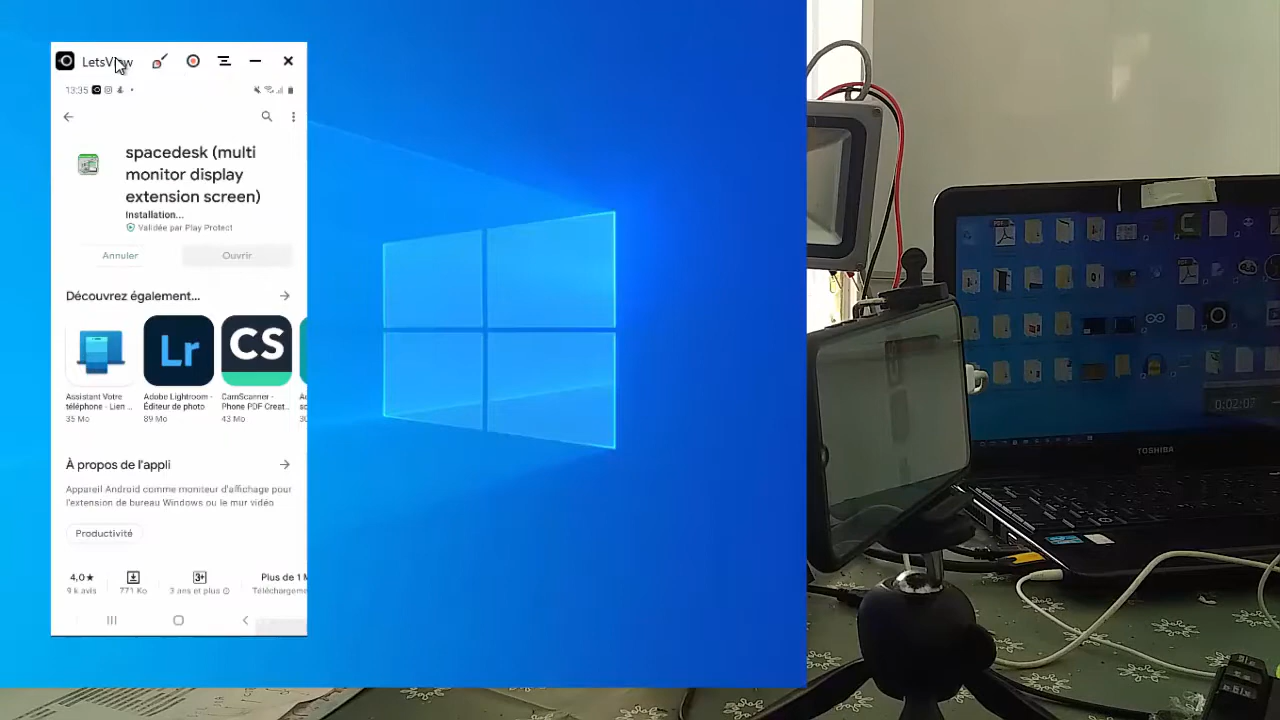 LetsView
13:35
spacedesk (multi
monitor display
extension screen)
Installation...
Validée par Play Protect
Annuler
Ouvrir
Découvrez également...
Lr
CS
Assistant Votre
téléphone - Lien ...
35 Mo
Adobe Lightroom -
Éditeur de photo
89 Mo
CamScanner -
Phone PDF Creat...
43 Mo
À propos de l'appli
Appareil Android comme moniteur d'affichage pour
l'extension de bureau Windows ou le mur vidéo
Productivité
4,0★
9 k avis
771 Ko
3+
3 ans et plus
Plus de 1 M
Téléchargeme
0:02:07
TOSHIBA